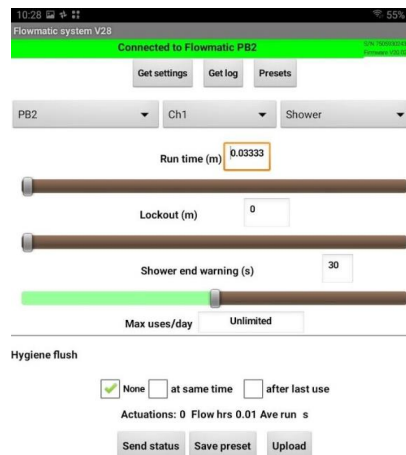 10:28 55%
Flowmatic system V28
Connected to Flowmatic PB2
Get settings Get log Presets
PB2 Ch1 Shower
Run time (m) 0.03333
Lockout (m) 0
Shower end warning (s) 30
Max uses/day Unlimited
Hygiene flush
None at same time after last use
Actuations: 0 Flow hrs 0.01 Ave run s
Send status Save preset Upload